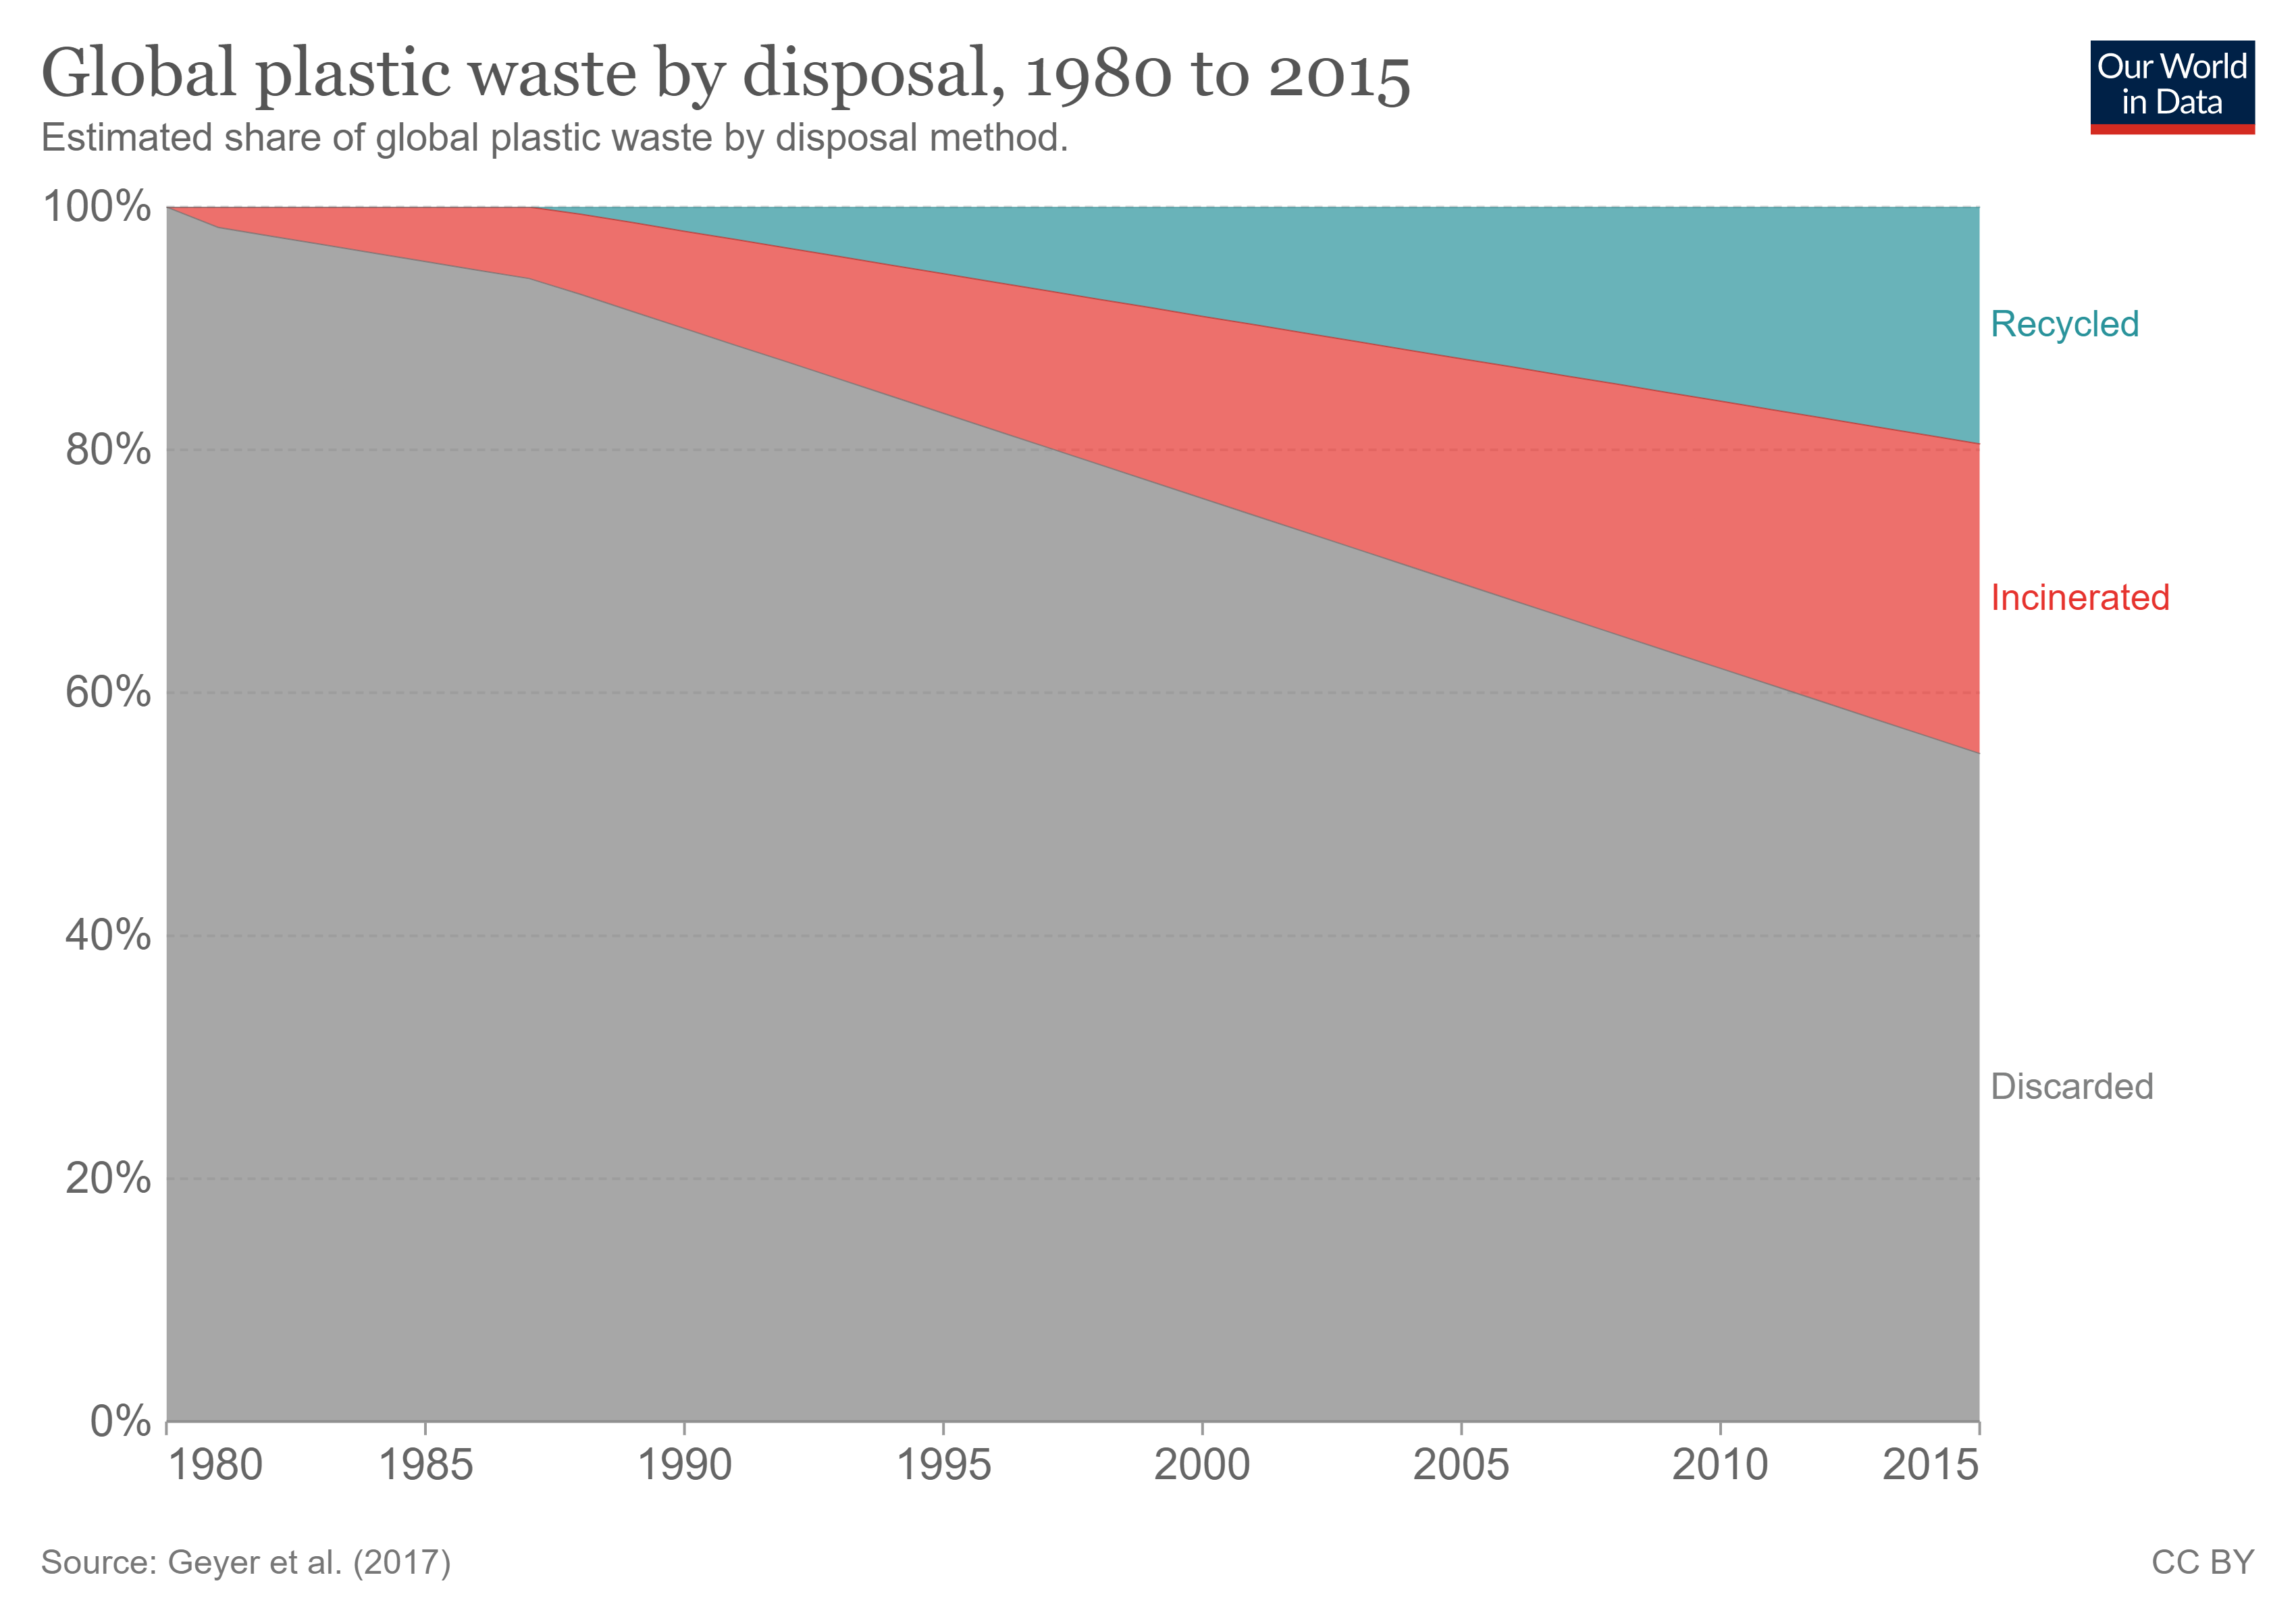 Global plastic waste by disposal, 1980 to 2015
Estimated share of global plastic waste by disposal method.
Our World
in Data
100%
80%
60%
40%
20%
0%
Recycled
Incinerated
Discarded
1980 1985 1990 1995 2000 2005 2010 2015
Source: Geyer et al. (2017)
CC BY